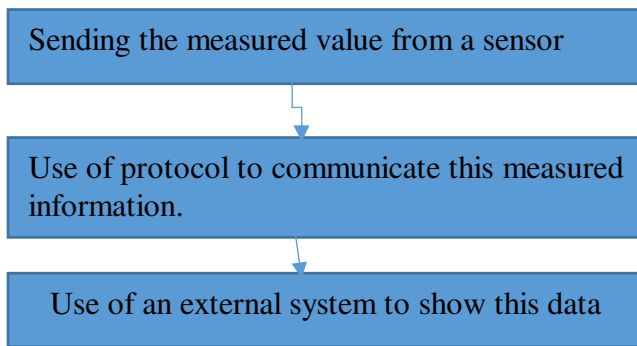 Sending the measured value from a sensor
Use of protocol to communicate this measured
information.
Use of an external system to show this data